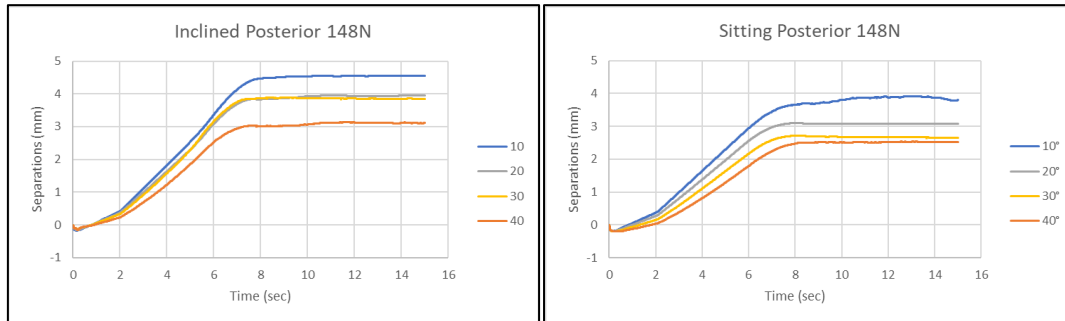 Inclined Posterior 148N
5
4
3
2
1
0
-1
Separations (mm)
0 2 4 6 8 10 12 14 16
Time (sec)
10
20
30
40
Sitting Posterior 148N
5
4
3
2
1
0
-1
Separations (mm)
0 2 4 6 8 10 12 14 16
Time (sec)
10°
20°
30°
40°